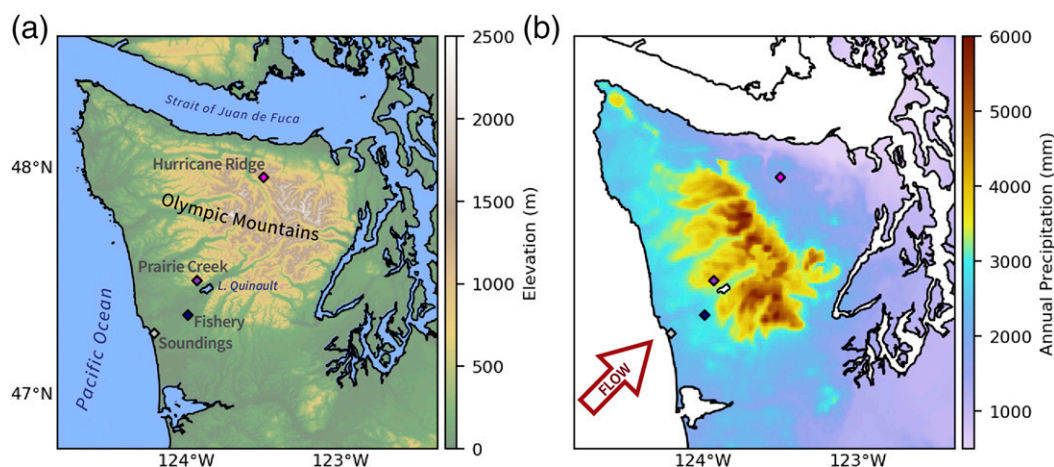 (a)
Strait of Juan de Fuca
48°N
Hurricane Ridge
Olympic Mountains
Prairie Creek
L. Quinault
Fishery
Soundings
Pacific Ocean
47°N
124°W
123°W
2500
2000
1500
1000
500
0
Elevation (m)
(b)
FLOW
124°W
123°W
6000
5000
4000
3000
2000
1000
Annual Precipitation (mm)